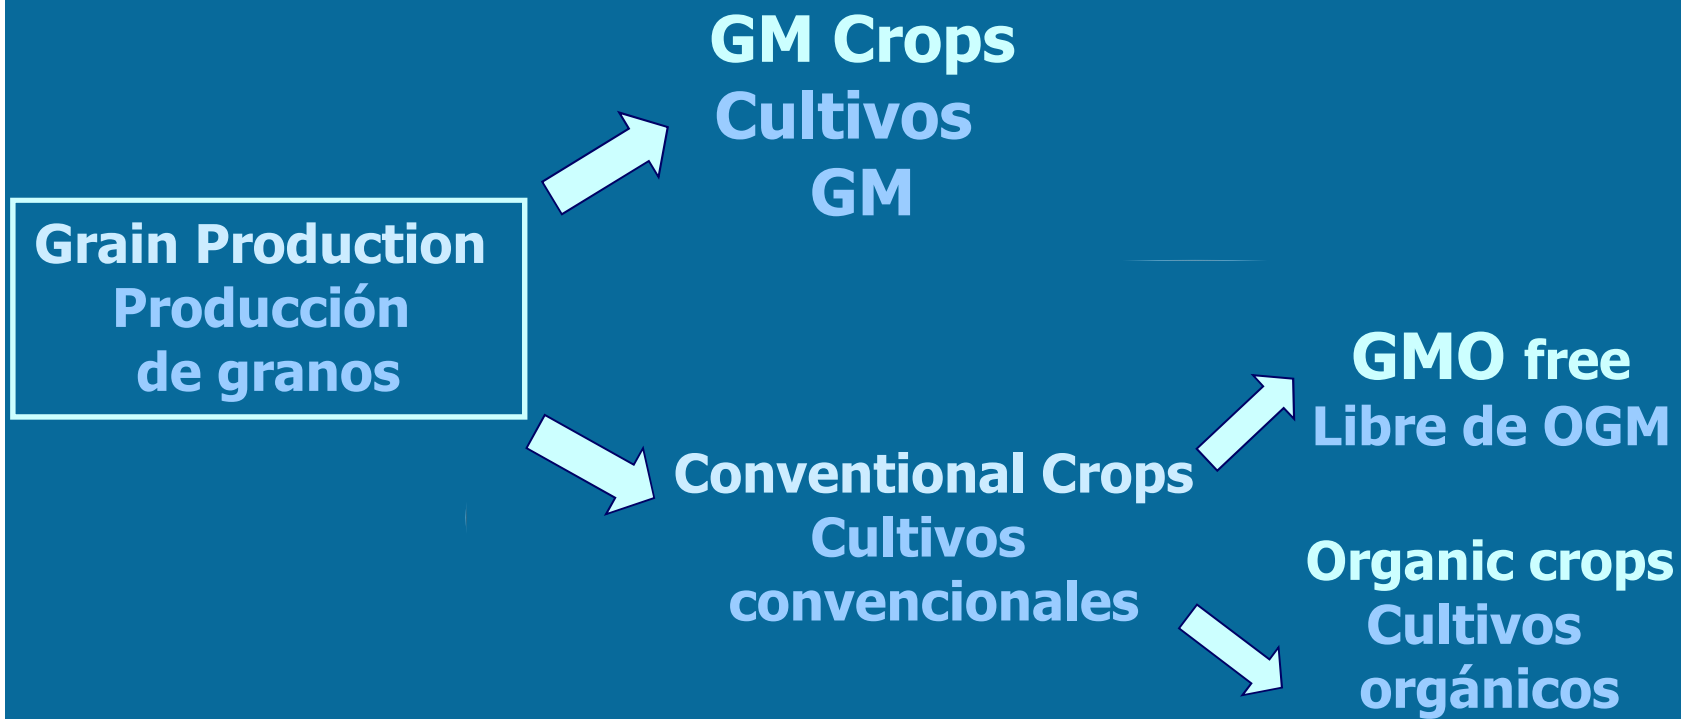 GM Crops
Cultivos
GM
Grain Production
Producción
de granos
Conventional Crops
Cultivos
convencionales
GMO free
Libre de OGM
Organic crops
Cultivos
orgánicos